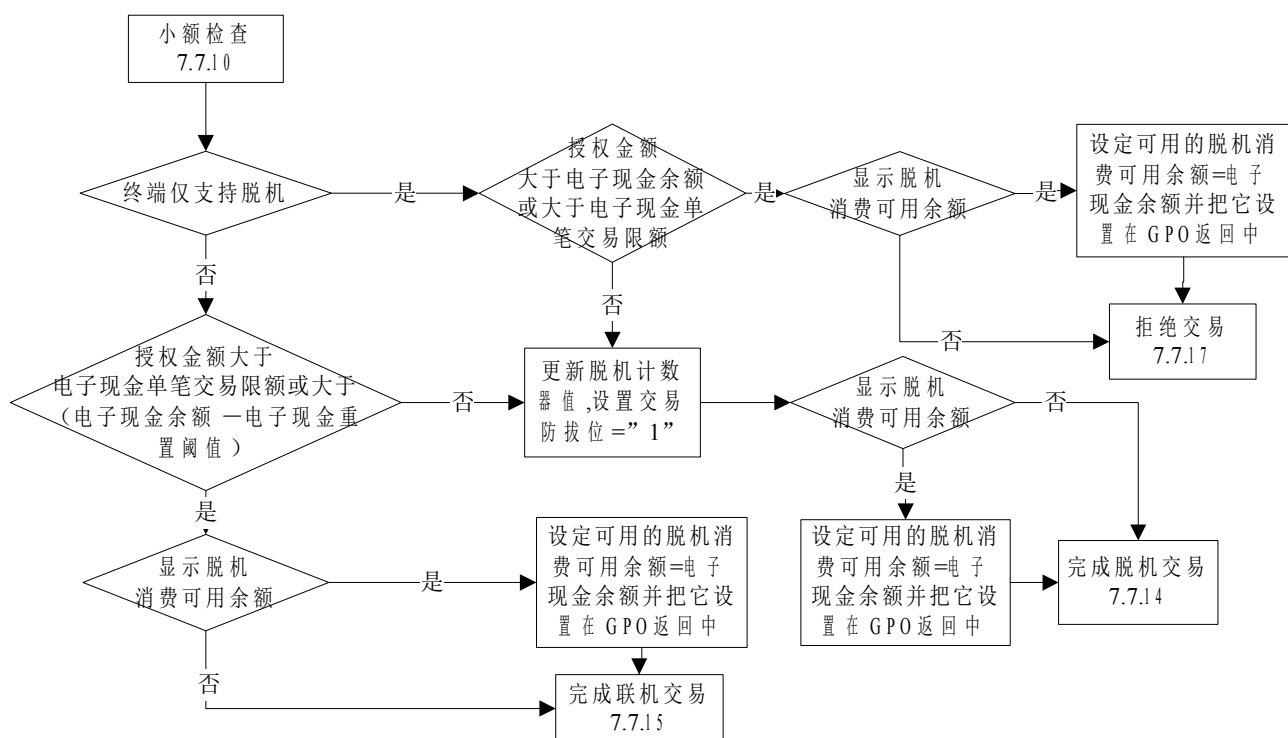 小额检查
7.7.10
终端仅支持脱机
是
授权金额
大于电子现金余额
或大于电子现金单
笔交易限额
是
显示脱机
消费可用余额
是
设定可用的脱机消
费可用余额=电子
现金余额并把它设
置在GPO返回中
否
否
否
拒绝交易
7.7.17
授权金额大于
电子现金单笔交易限额或大于
（电子现金余额 －电子现金重
置阈值）
否
更新脱机计数
器值,设置交易
防拔位=”1”
显示脱机
消费可用余额
否
是
是
显示脱机
消费可用余额
是
设定可用的脱机消
费可用余额=电子
现金余额并把它设
置在GPO返回中
设定可用的脱机消
费可用余额=电子
现金余额并把它设
置在GPO返回中
完成脱机交易
7.7.14
否
完成联机交易
7.7.15